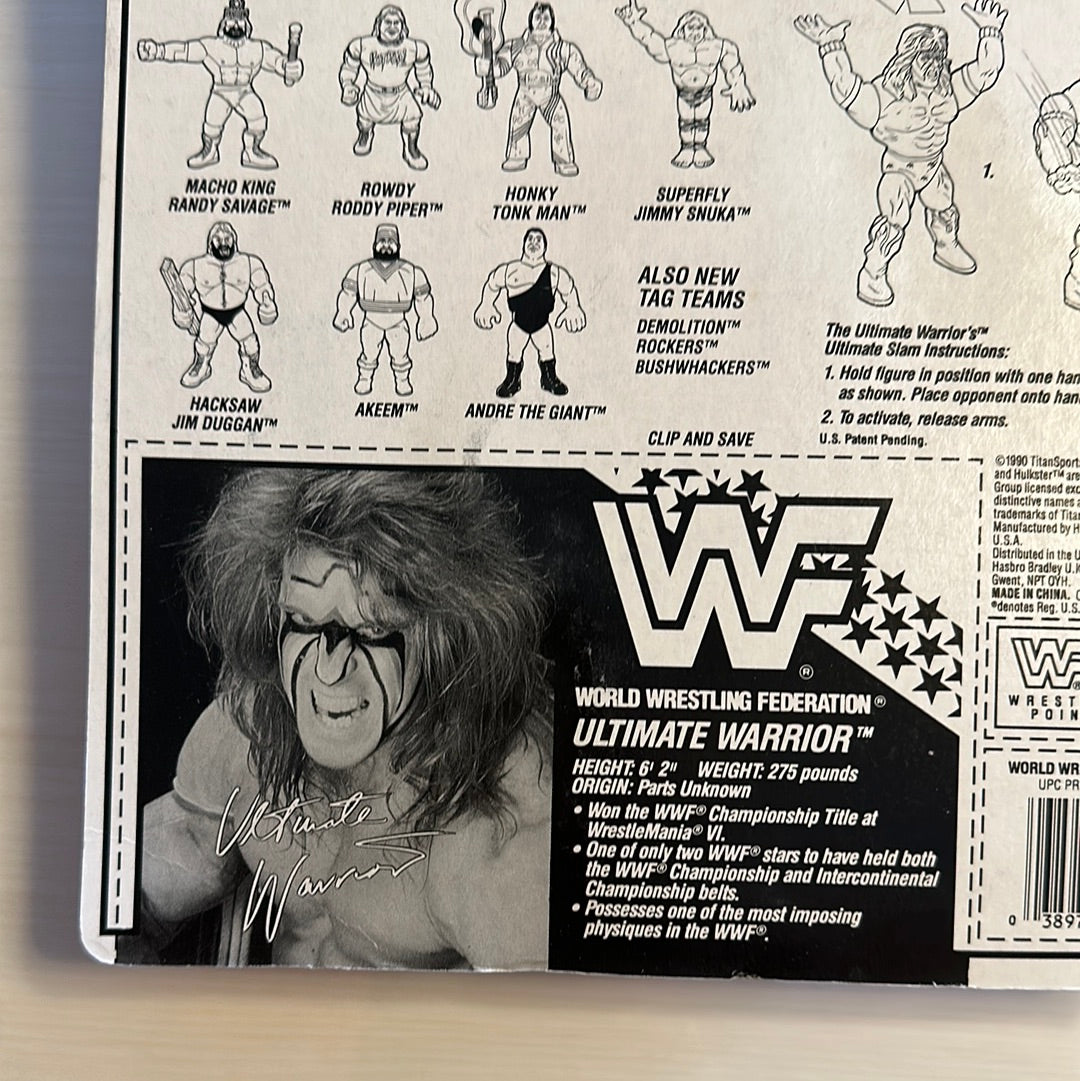 MACHO KING
RANDY SAVAGE™
ROWDY
RODDY PIPER™
HONKY
TONK MAN™
SUPERFLY
JIMMY SNUKA™
1.
HACKSAW
JIM DUGGAN™
AKEEM™
ANDRE THE GIANT™
ALSO NEW
TAG TEAMS
DEMOLITION™
ROCKERS™
BUSHWHACKERS™
The Ultimate Warrior's™
Ultimate Slam Instructions:
1. Hold figure in position with one han
as shown. Place opponent onto han
2. To activate, release arms.
U.S. Patent Pending.
CLIP AND SAVE
Ultimate
Warrior
WF®
WORLD WRESTLING FEDERATION®
ULTIMATE WARRIOR™
HEIGHT: 6' 2" WEIGHT: 275 pounds
ORIGIN: Parts Unknown
• Won the WWF® Championship Title at
WrestleMania® VI.
• One of only two WWF® stars to have held both
the WWF® Championship and Intercontinental
Championship belts.
• Possesses one of the most imposing
physiques in the WWF®.
©1990 TitanSport
and Hulkster™ are
Group licensed exc
distinctive names a
trademarks of Tita
Manufactured by H
U.S.A.
Distributed in the U
Hasbro Bradley U.K
Gwent, NPT OYH.
MADE IN CHINA.
®denotes Reg. U.S.
WF
WREST
POIN
WORLD WR
UPC PR
0 3897